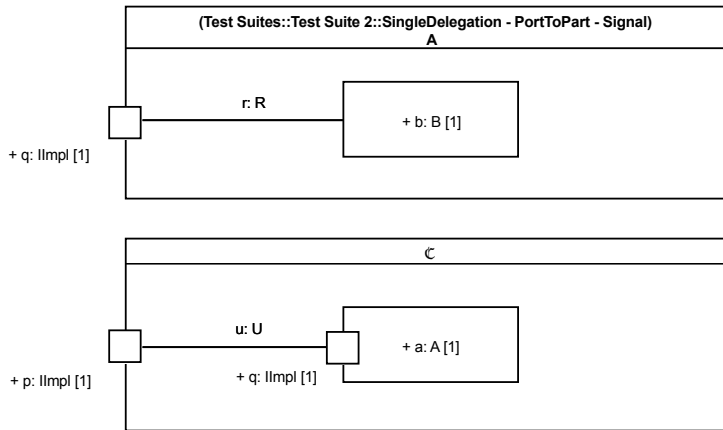 (Test Suites::Test Suite 2::SingleDelegation - PortToPart - Signal)
A
r: R
+ b: B [1]
+ q: IImpl [1]
ℂ
u: U
+ a: A [1]
+ p: IImpl [1]
+ q: IImpl [1]